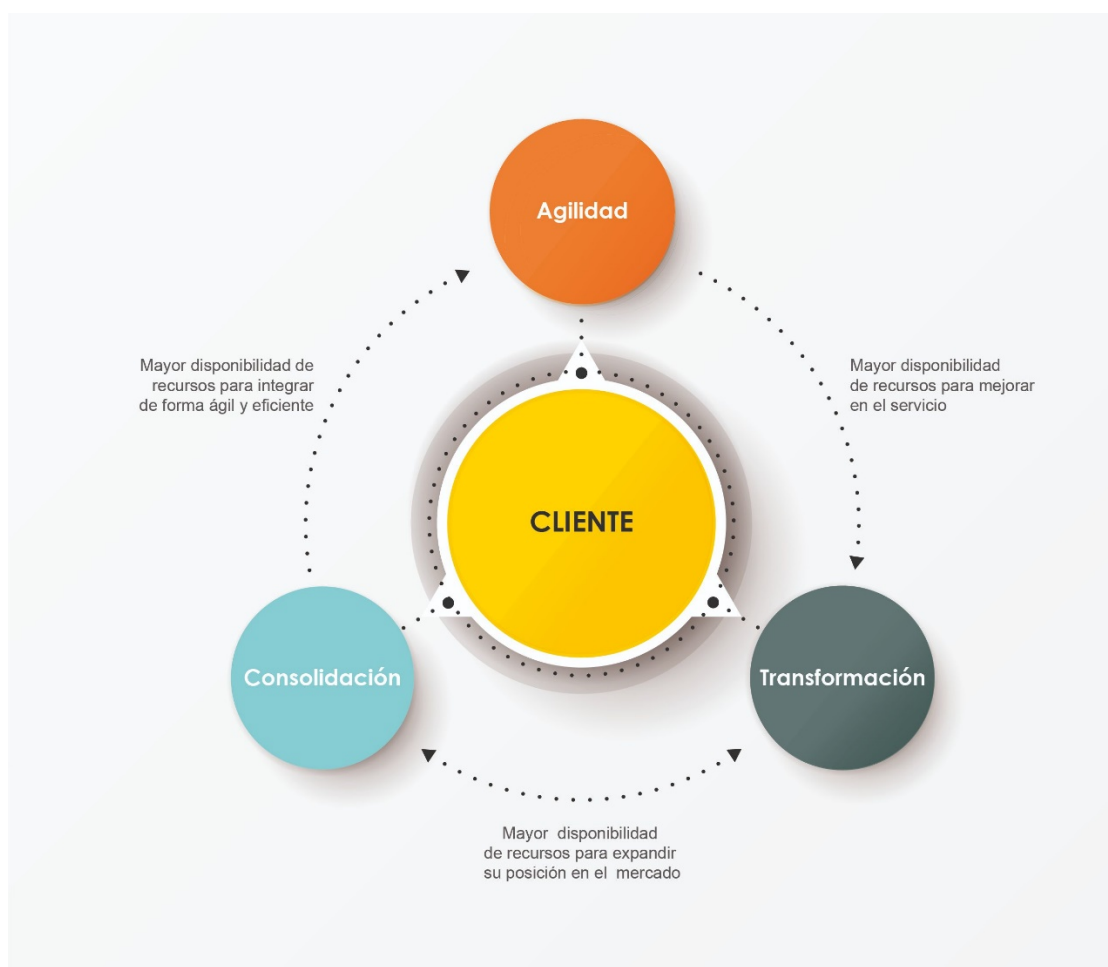 Agilidad
Mayor disponibilidad de
recursos para integrar
de forma ágil y eficiente
Mayor disponibilidad
de recursos para mejorar
en el servicio
CLIENTE
Consolidación
Transformación
Mayor disponibilidad
de recursos para expandir
su posición en el mercado